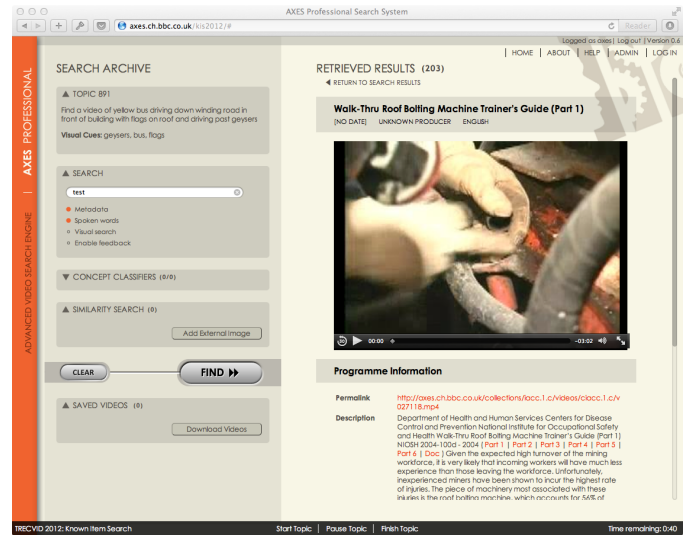 AXES Professional Search System
axes.ch.bbc.co.uk/kis2012/#
Reader
Logged as axes| Log out |Version 0.6
HOME | ABOUT | HELP | ADMIN | LOG IN
AXES PROFESSIONAL
ADVANCED VIDEO SEARCH ENGINE
SEARCH ARCHIVE
TOPIC 891
Find a video of yellow bus driving down winding road in
front of building with flags on roof and driving past geysers
Visual Cues: geysers, bus, flags
SEARCH
test
Metadata
Spoken words
Visual search
Enable feedback
CONCEPT CLASSIFIERS (0/0)
SIMILARITY SEARCH (0)
Add External Image
CLEAR
FIND
SAVED VIDEOS (0)
Download Videos
RETRIEVED RESULTS (203)
RETURN TO SEARCH RESULTS
Walk-Thru Roof Bolting Machine Trainer's Guide (Part 1)
[NO DATE] UNKNOWN PRODUCER ENGLISH
30
00:00
-03:02
Programme Information
Permalink
http://axes.ch.bbc.co.uk/collections/iacc.1.c/videos/ciacc.1.c/v
027118.mp4
Description
Department of Health and Human Services Centers for Disease
Control and Prevention National Institute for Occupational Safety
and Health Walk-Thru Roof Bolting Machine Trainer's Guide (Part 1)
NIOSH 2004-100d - 2004 ( Part 1 | Part 2 | Part 3 | Part 4 | Part 5 |
Part 6 | Doc ) Given the expected high turnover of the mining
workforce, it is very likely that incoming workers will have much less
experience than those leaving the workforce. Unfortunately,
inexperienced miners have been shown to incur the highest rate
of injuries. The piece of machinery most associated with these
injuries is the roof bolting machine, which accounts for 56% of
TRECVID 2012: Known Item Search
Start Topic | Pause Topic | Finish Topic
Time remaining: 0:40